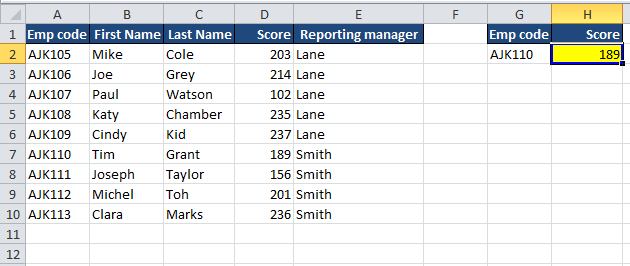 A B C D E F G H
1 Emp code First Name Last Name Score Reporting manager Emp code Score
2 AJK105 Mike Cole 203 Lane AJK110 189
3 AJK106 Joe Grey 214 Lane
4 AJK107 Paul Watson 102 Lane
5 AJK108 Katy Chamber 235 Lane
6 AJK109 Cindy Kid 237 Lane
7 AJK110 Tim Grant 189 Smith
8 AJK111 Joseph Taylor 156 Smith
9 AJK112 Michel Toh 201 Smith
10 AJK113 Clara Marks 236 Smith
11
12